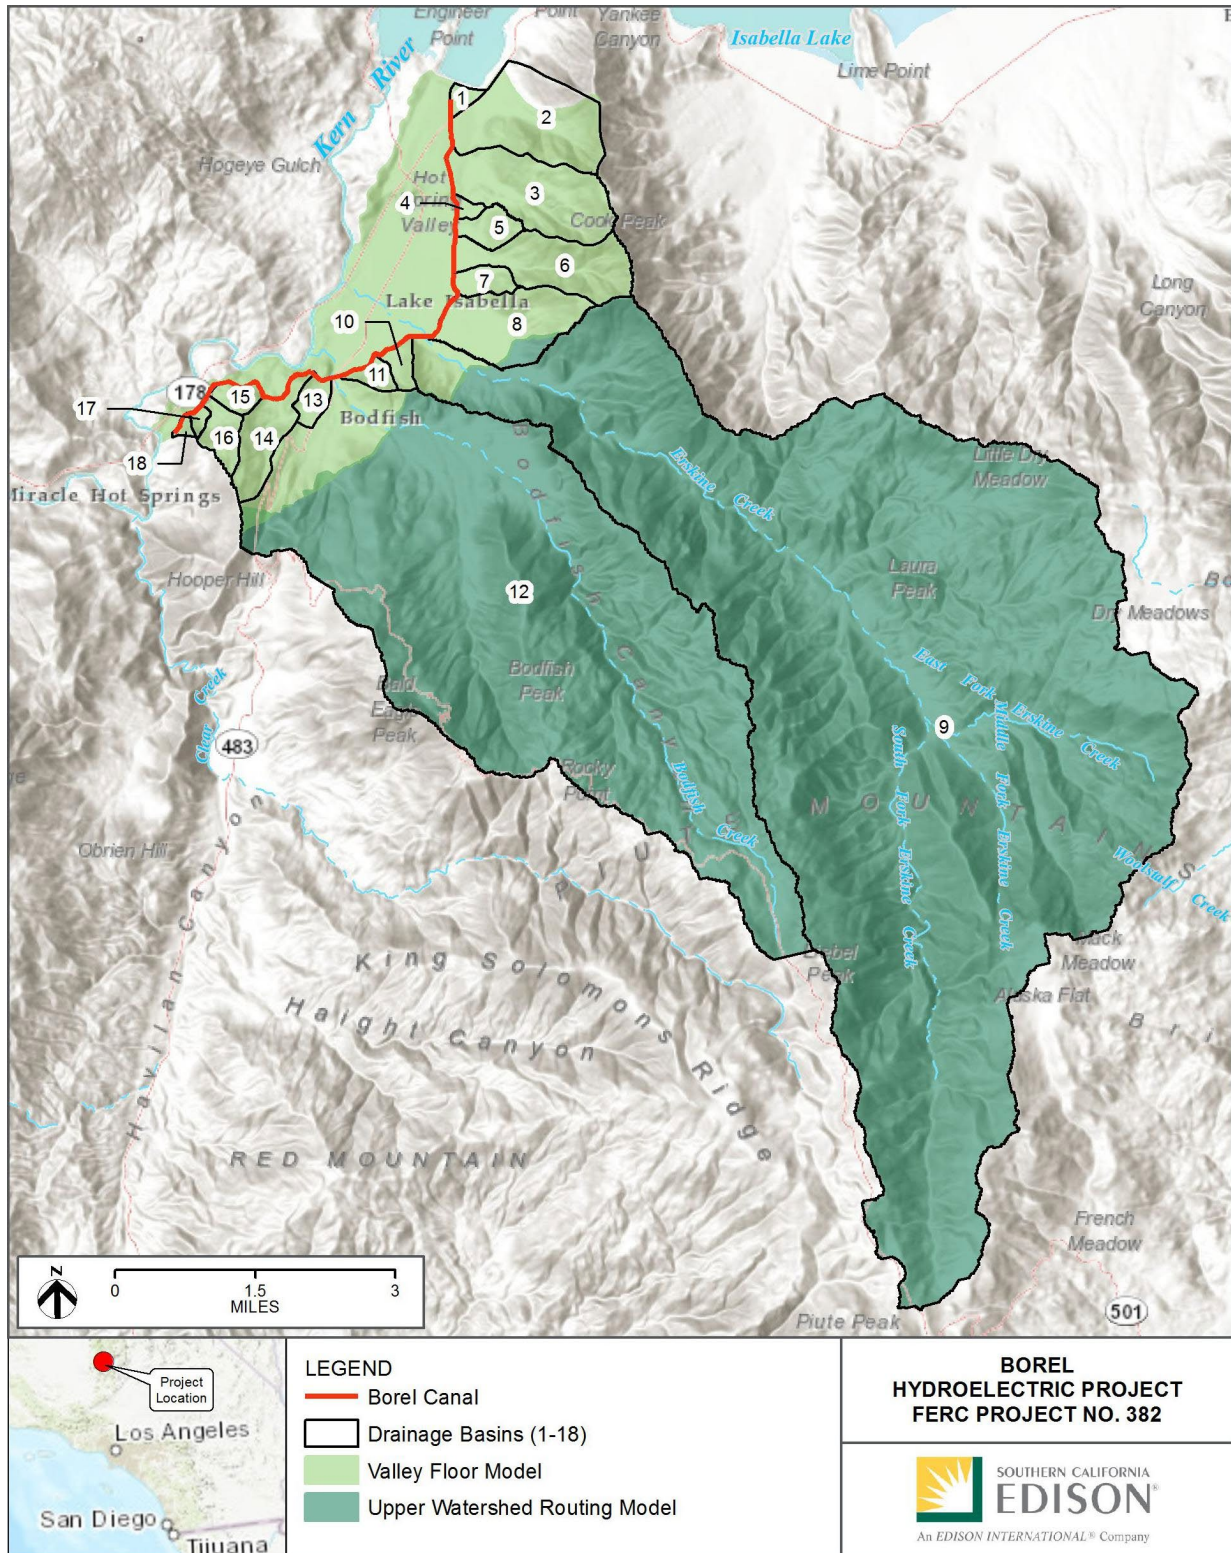 Engineer
Point
Point
Yankee
Canyon
Isabella Lake
Lime Point
Kern River
Hogeye Gulch
1
2
3
4
Hot
Valley
5
Cook Peak
6
7
Long
Canyon
Lake Isabella
8
10
11
178
15
13
17
Bodfish
16
14
18
Miracle Hot Springs
Erskine Creek
Little Dry
Meadow
Bodfish Canyon
Hooper Hill
12
Laura
Peak
Dry Meadows
Bodfish
Peak
Bald
Eagle
Peak
East Fork Erskine Creek
Clear Creek
483
9
Middle Fork Erskine Creek
South Fork Erskine Creek
Rocky
Point
Bodfish Creek
PIUTE MOUNTAINS
Obrien Hill
Woodstalf Creek
Havilan Canyon
Mack
Meadow
Liebel
Peak
Alaska Flat
King Solomons Ridge
Haight Canyon
B r i
RED MOUNTAIN
French
Meadow
Piute Peak
501
N
0 1.5 3
MILES
Project
Location
Los Angeles
San Diego
Tijuana
LEGEND
Borel Canal
Drainage Basins (1-18)
Valley Floor Model
Upper Watershed Routing Model
BOREL
HYDROELECTRIC PROJECT
FERC PROJECT NO. 382
SOUTHERN CALIFORNIA
EDISON®
An EDISON INTERNATIONAL® Company